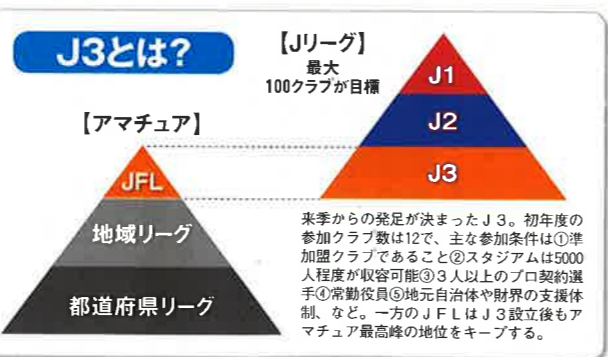 J3とは?
【Jリーグ】
最大
100クラブが目標
J1
J2
J3
【アマチュア】
JFL
地域リーグ
都道府県リーグ
来季からの発足が決まったJ3。初年度の
参加クラブ数は12で、主な参加条件は①準
加盟クラブであること②スタジアムは5000
人程度が収容可能③3人以上のプロ契約選
手④常勤役員⑤地元自治体や財界の支援体
制、など。一方のJFLはJ3設立後もア
マチュア最高峰の地位をキープする。